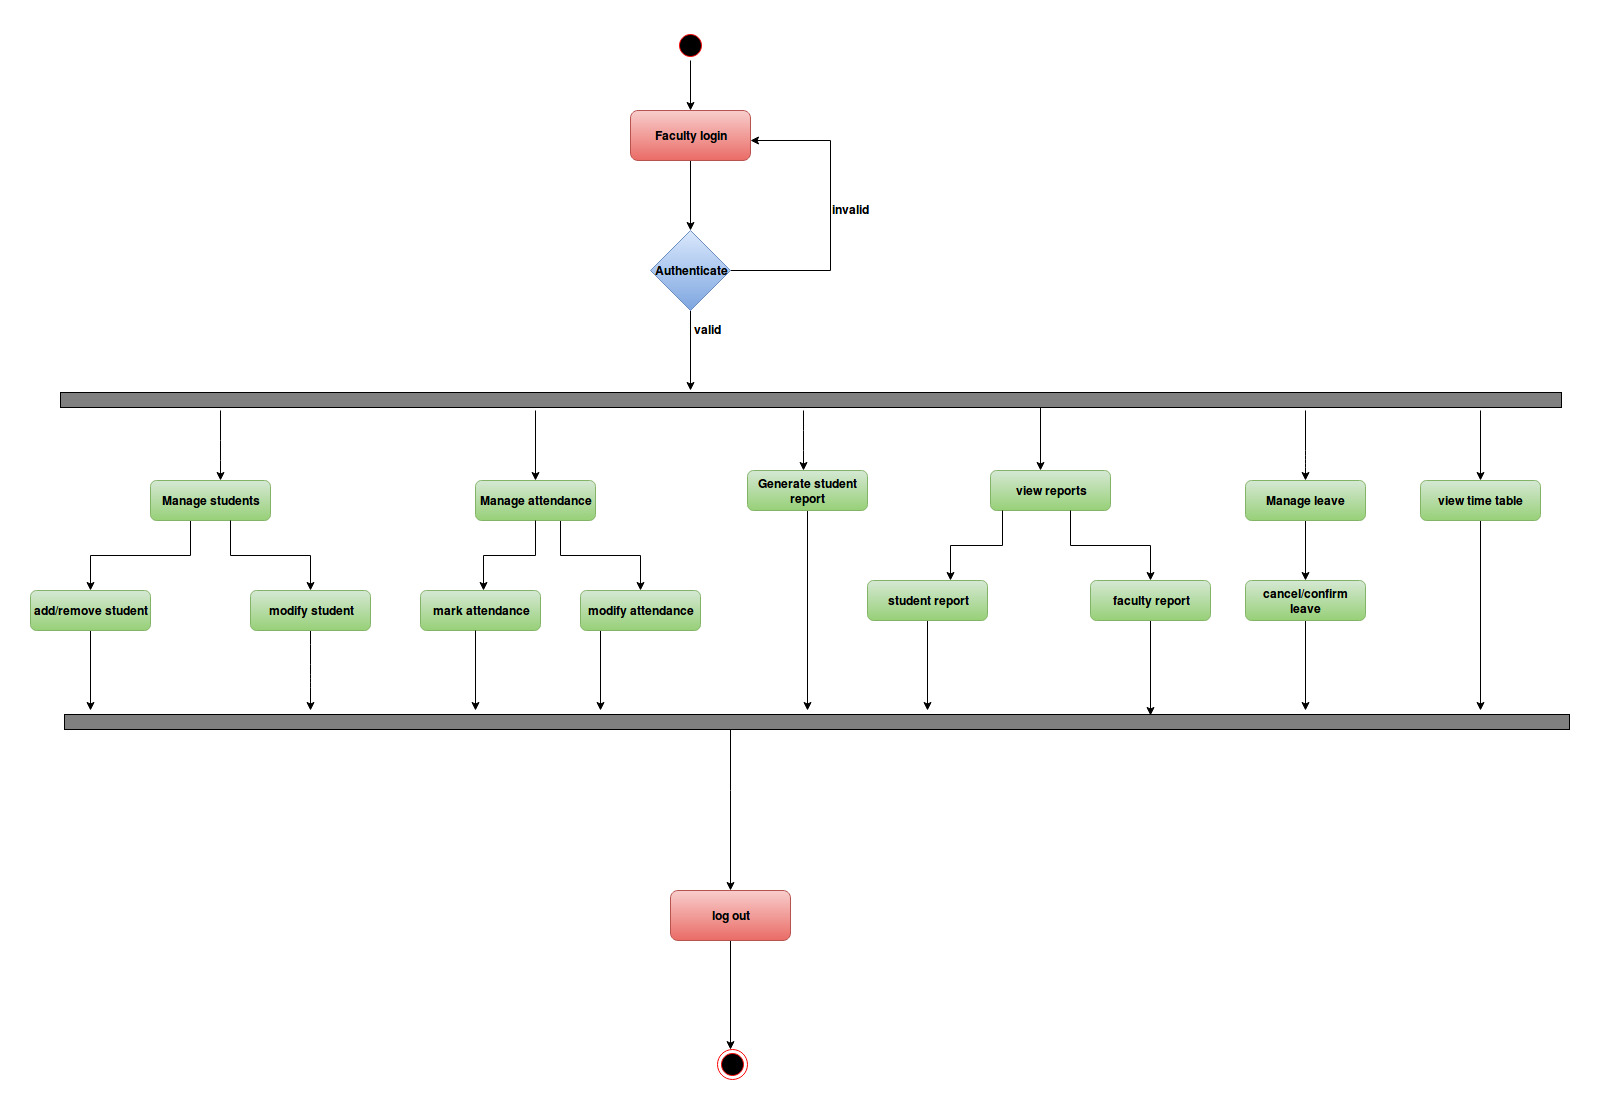 Faculty login
invalid
Authenticate
valid
Manage students
Manage attendance
Generate student
report
view reports
Manage leave
view time table
add/remove student
modify student
mark attendance
modify attendance
student report
faculty report
cancel/confirm
leave
log out